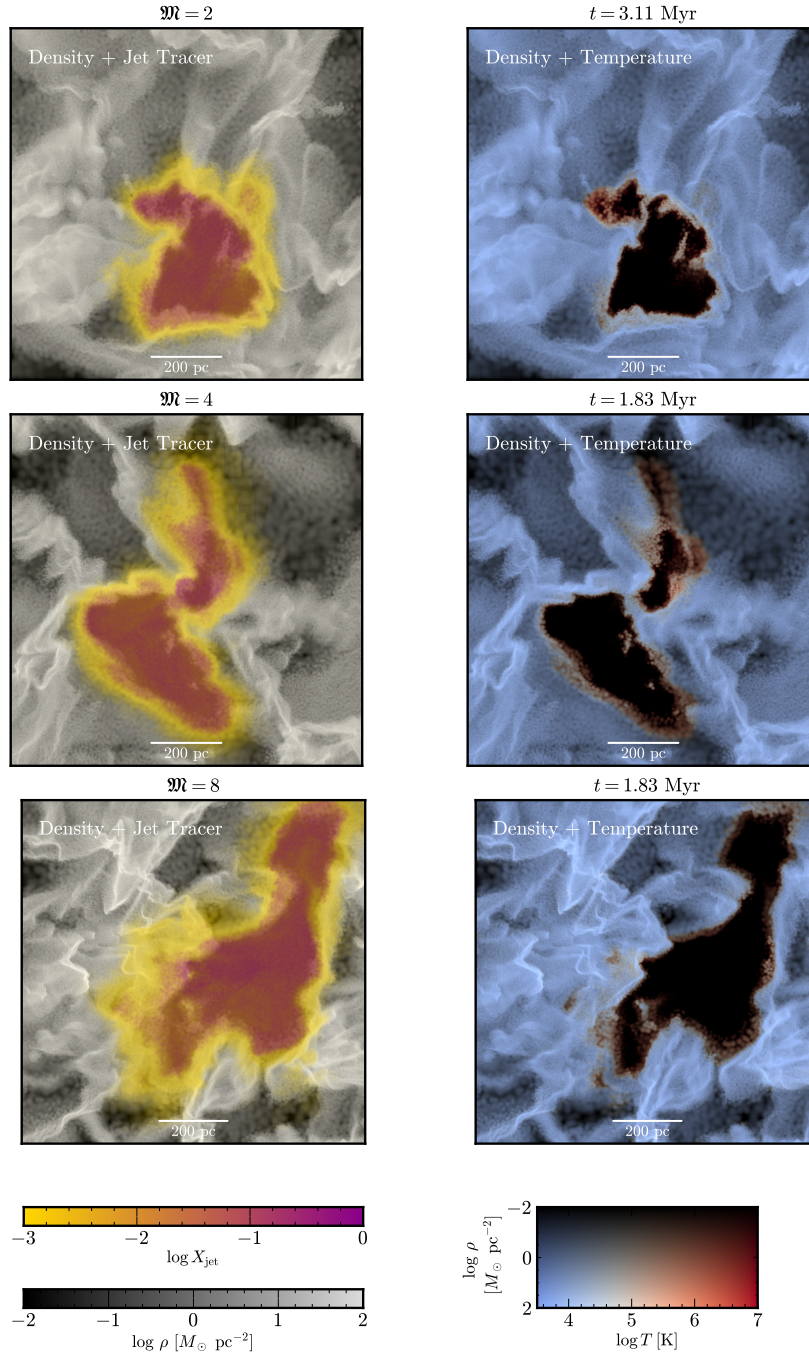 𝔐 = 2
t = 3.11 Myr
Density + Jet Tracer
Density + Temperature
200 pc
200 pc
𝔐 = 4
t = 1.83 Myr
Density + Jet Tracer
Density + Temperature
200 pc
200 pc
𝔐 = 8
t = 1.83 Myr
Density + Jet Tracer
Density + Temperature
200 pc
200 pc
−3 −2 −1 0
log X_jet
−2 −1 0 1 2
log ρ [M_⊙ pc⁻²]
−2
0
2
log ρ
[M_⊙ pc⁻²]
4 5 6 7
log T [K]